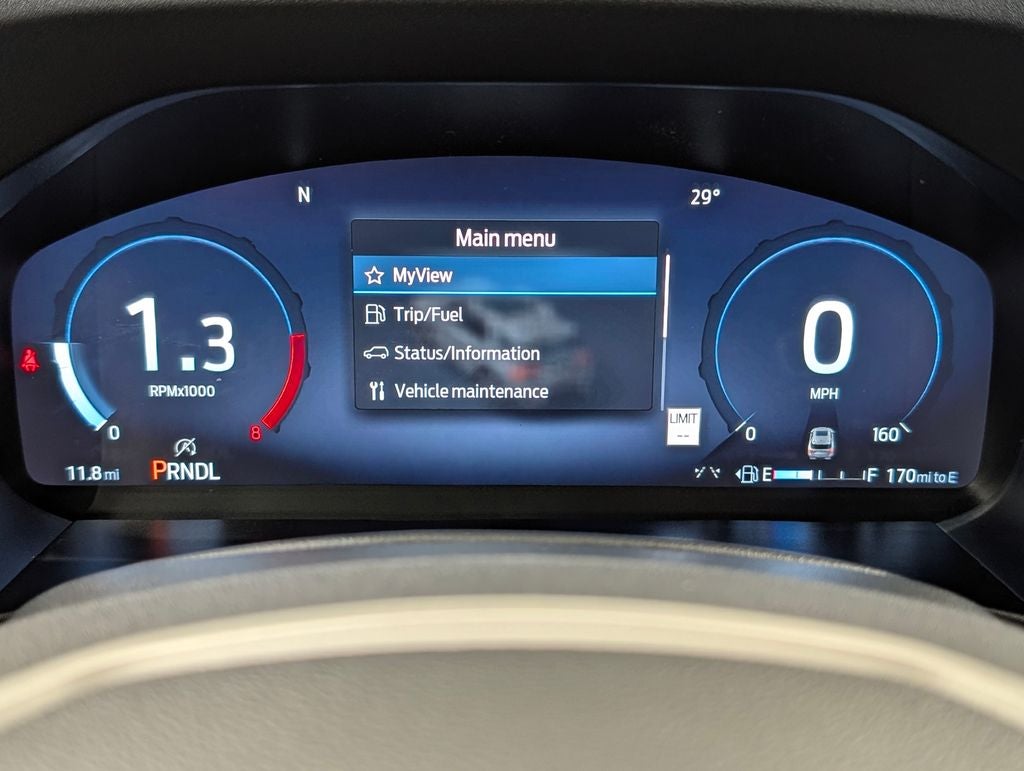 N
29°
Main menu
MyView
Trip/Fuel
Status/Information
Vehicle maintenance
1.3
RPMx1000
0
8
0
MPH
LIMIT
-- --
0
160
11.8 mi
PRNDL
E
F
170 mi to E